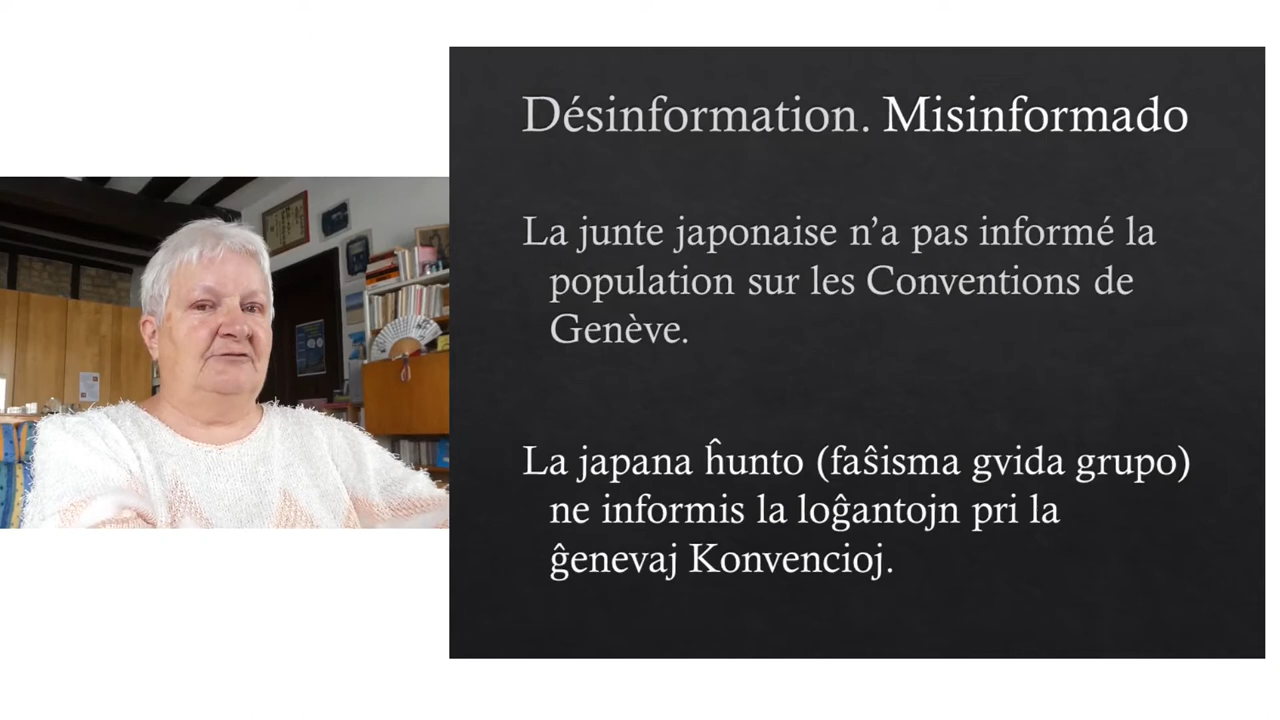 Désinformation. Misinformado
La junte japonaise n’a pas informé la
population sur les Conventions de
Genève.
La japana ĥunto (faŝisma gvida grupo)
ne informis la loĝantojn pri la
ĝenevaj Konvencioj.